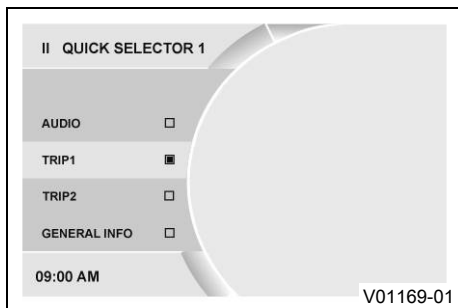 II QUICK SELECTOR 1
AUDIO
TRIP1
TRIP2
GENERAL INFO
09:00 AM
V01169-01